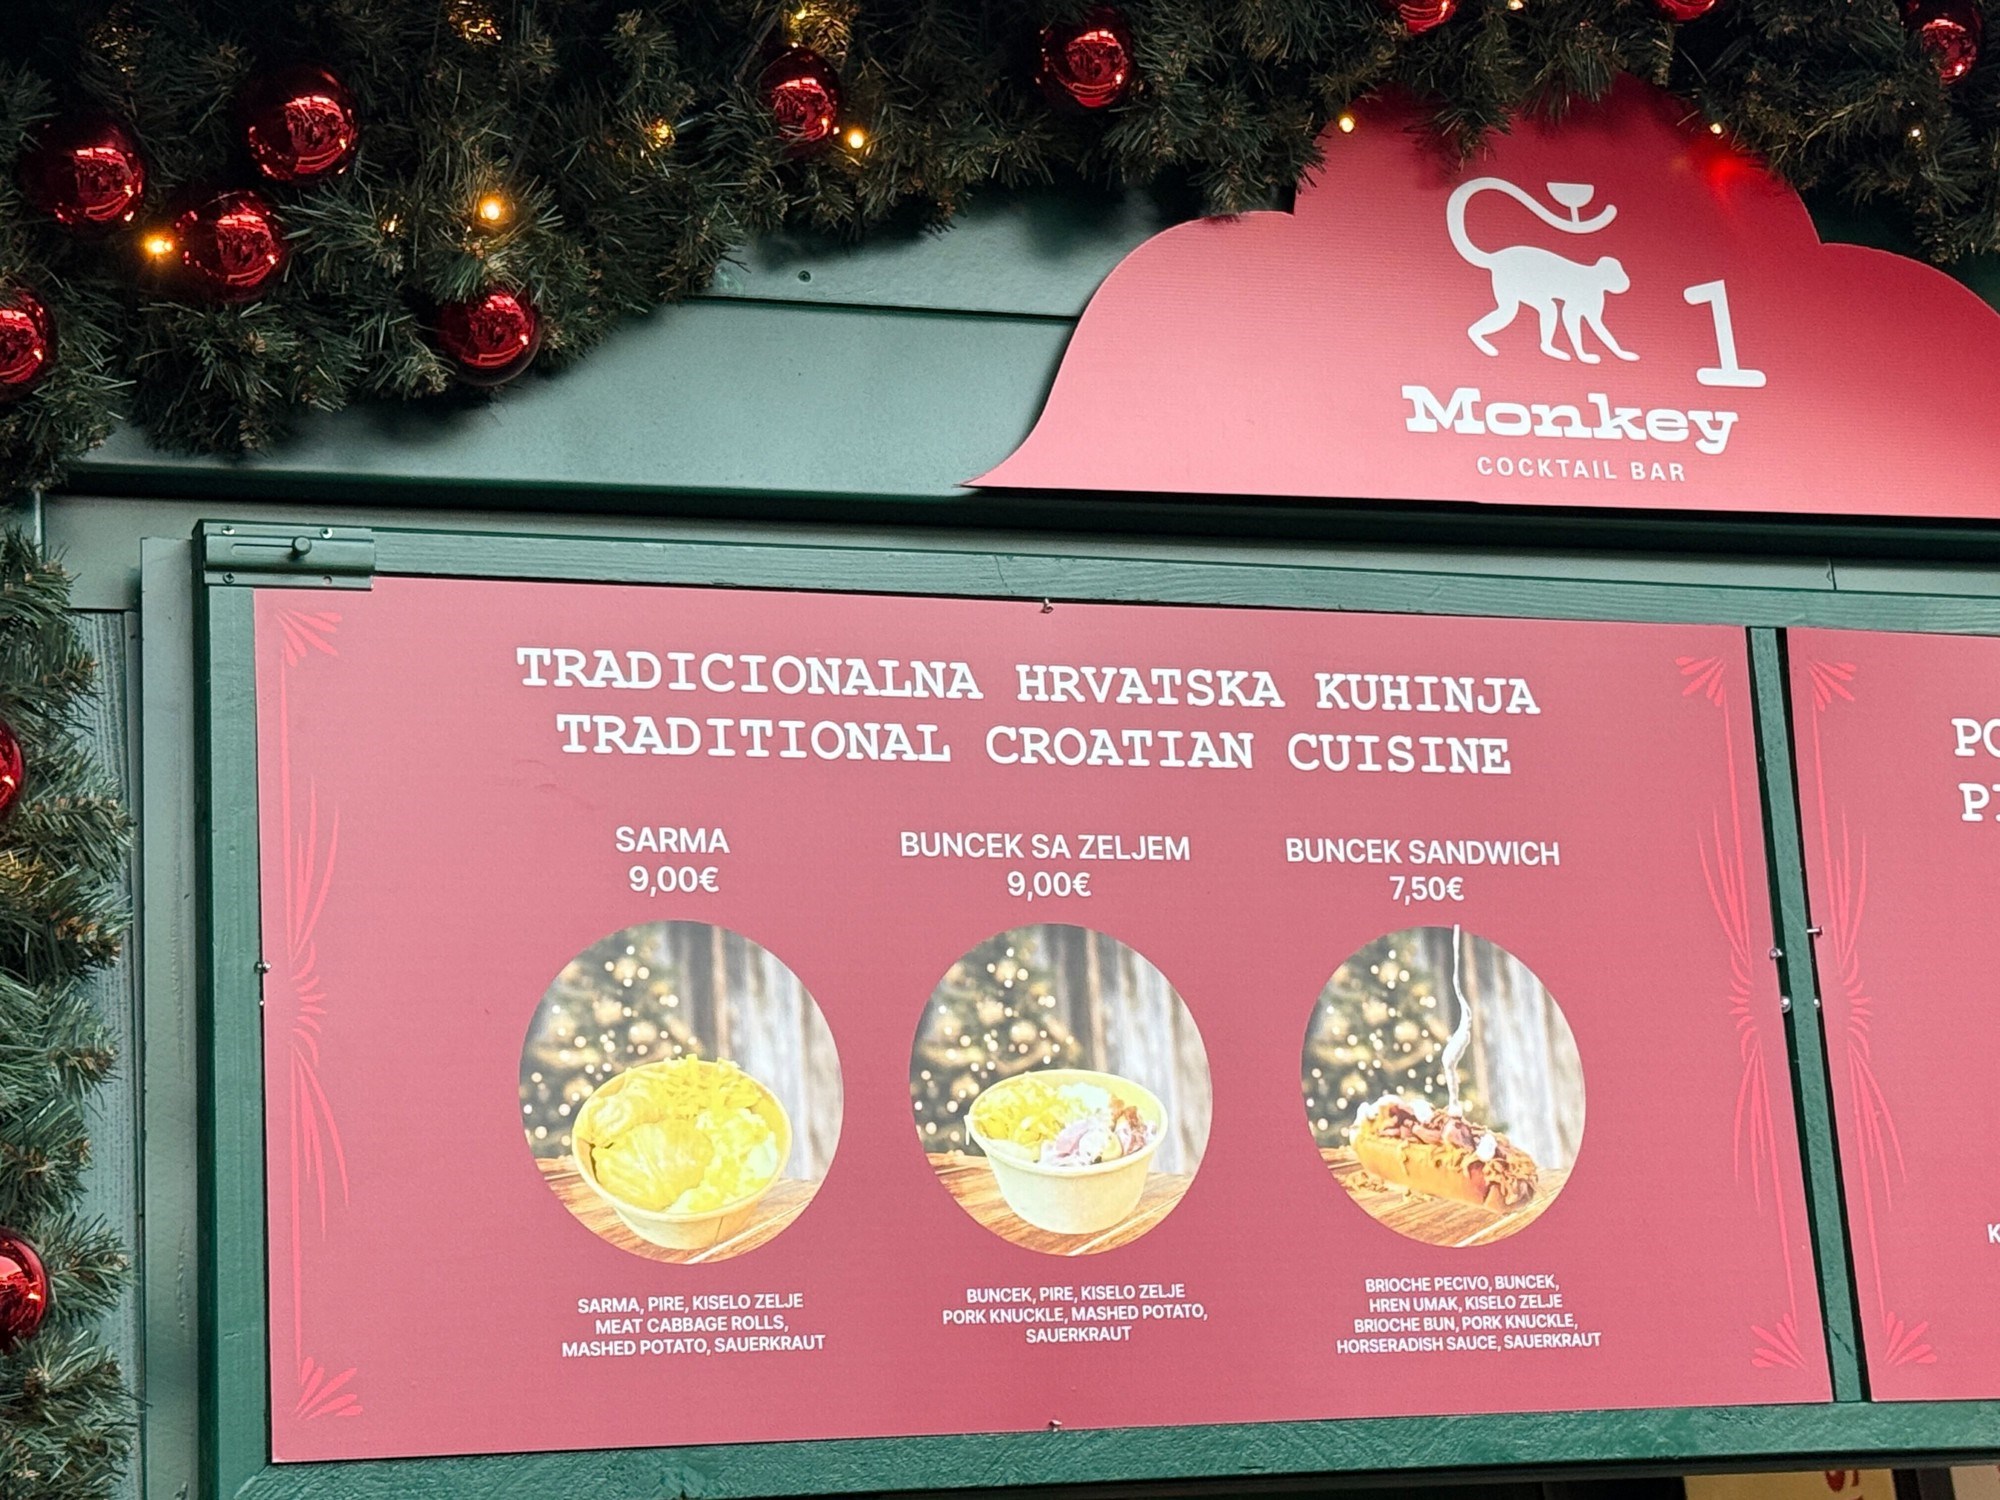 1
Monkey
COCKTAIL BAR
TRADICIONALNA HRVATSKA KUHINJA
TRADITIONAL CROATIAN CUISINE
SARMA
9,00€
SARMA, PIRE, KISELO ZELJE
MEAT CABBAGE ROLLS,
MASHED POTATO, SAUERKRAUT
BUNCEK SA ZELJEM
9,00€
BUNCEK, PIRE, KISELO ZELJE
PORK KNUCKLE, MASHED POTATO,
SAUERKRAUT
BUNCEK SANDWICH
7,50€
BRIOCHE PECIVO, BUNCEK,
HREN UMAK, KISELO ZELJE
BRIOCHE BUN, PORK KNUCKLE,
HORSERADISH SAUCE, SAUERKRAUT